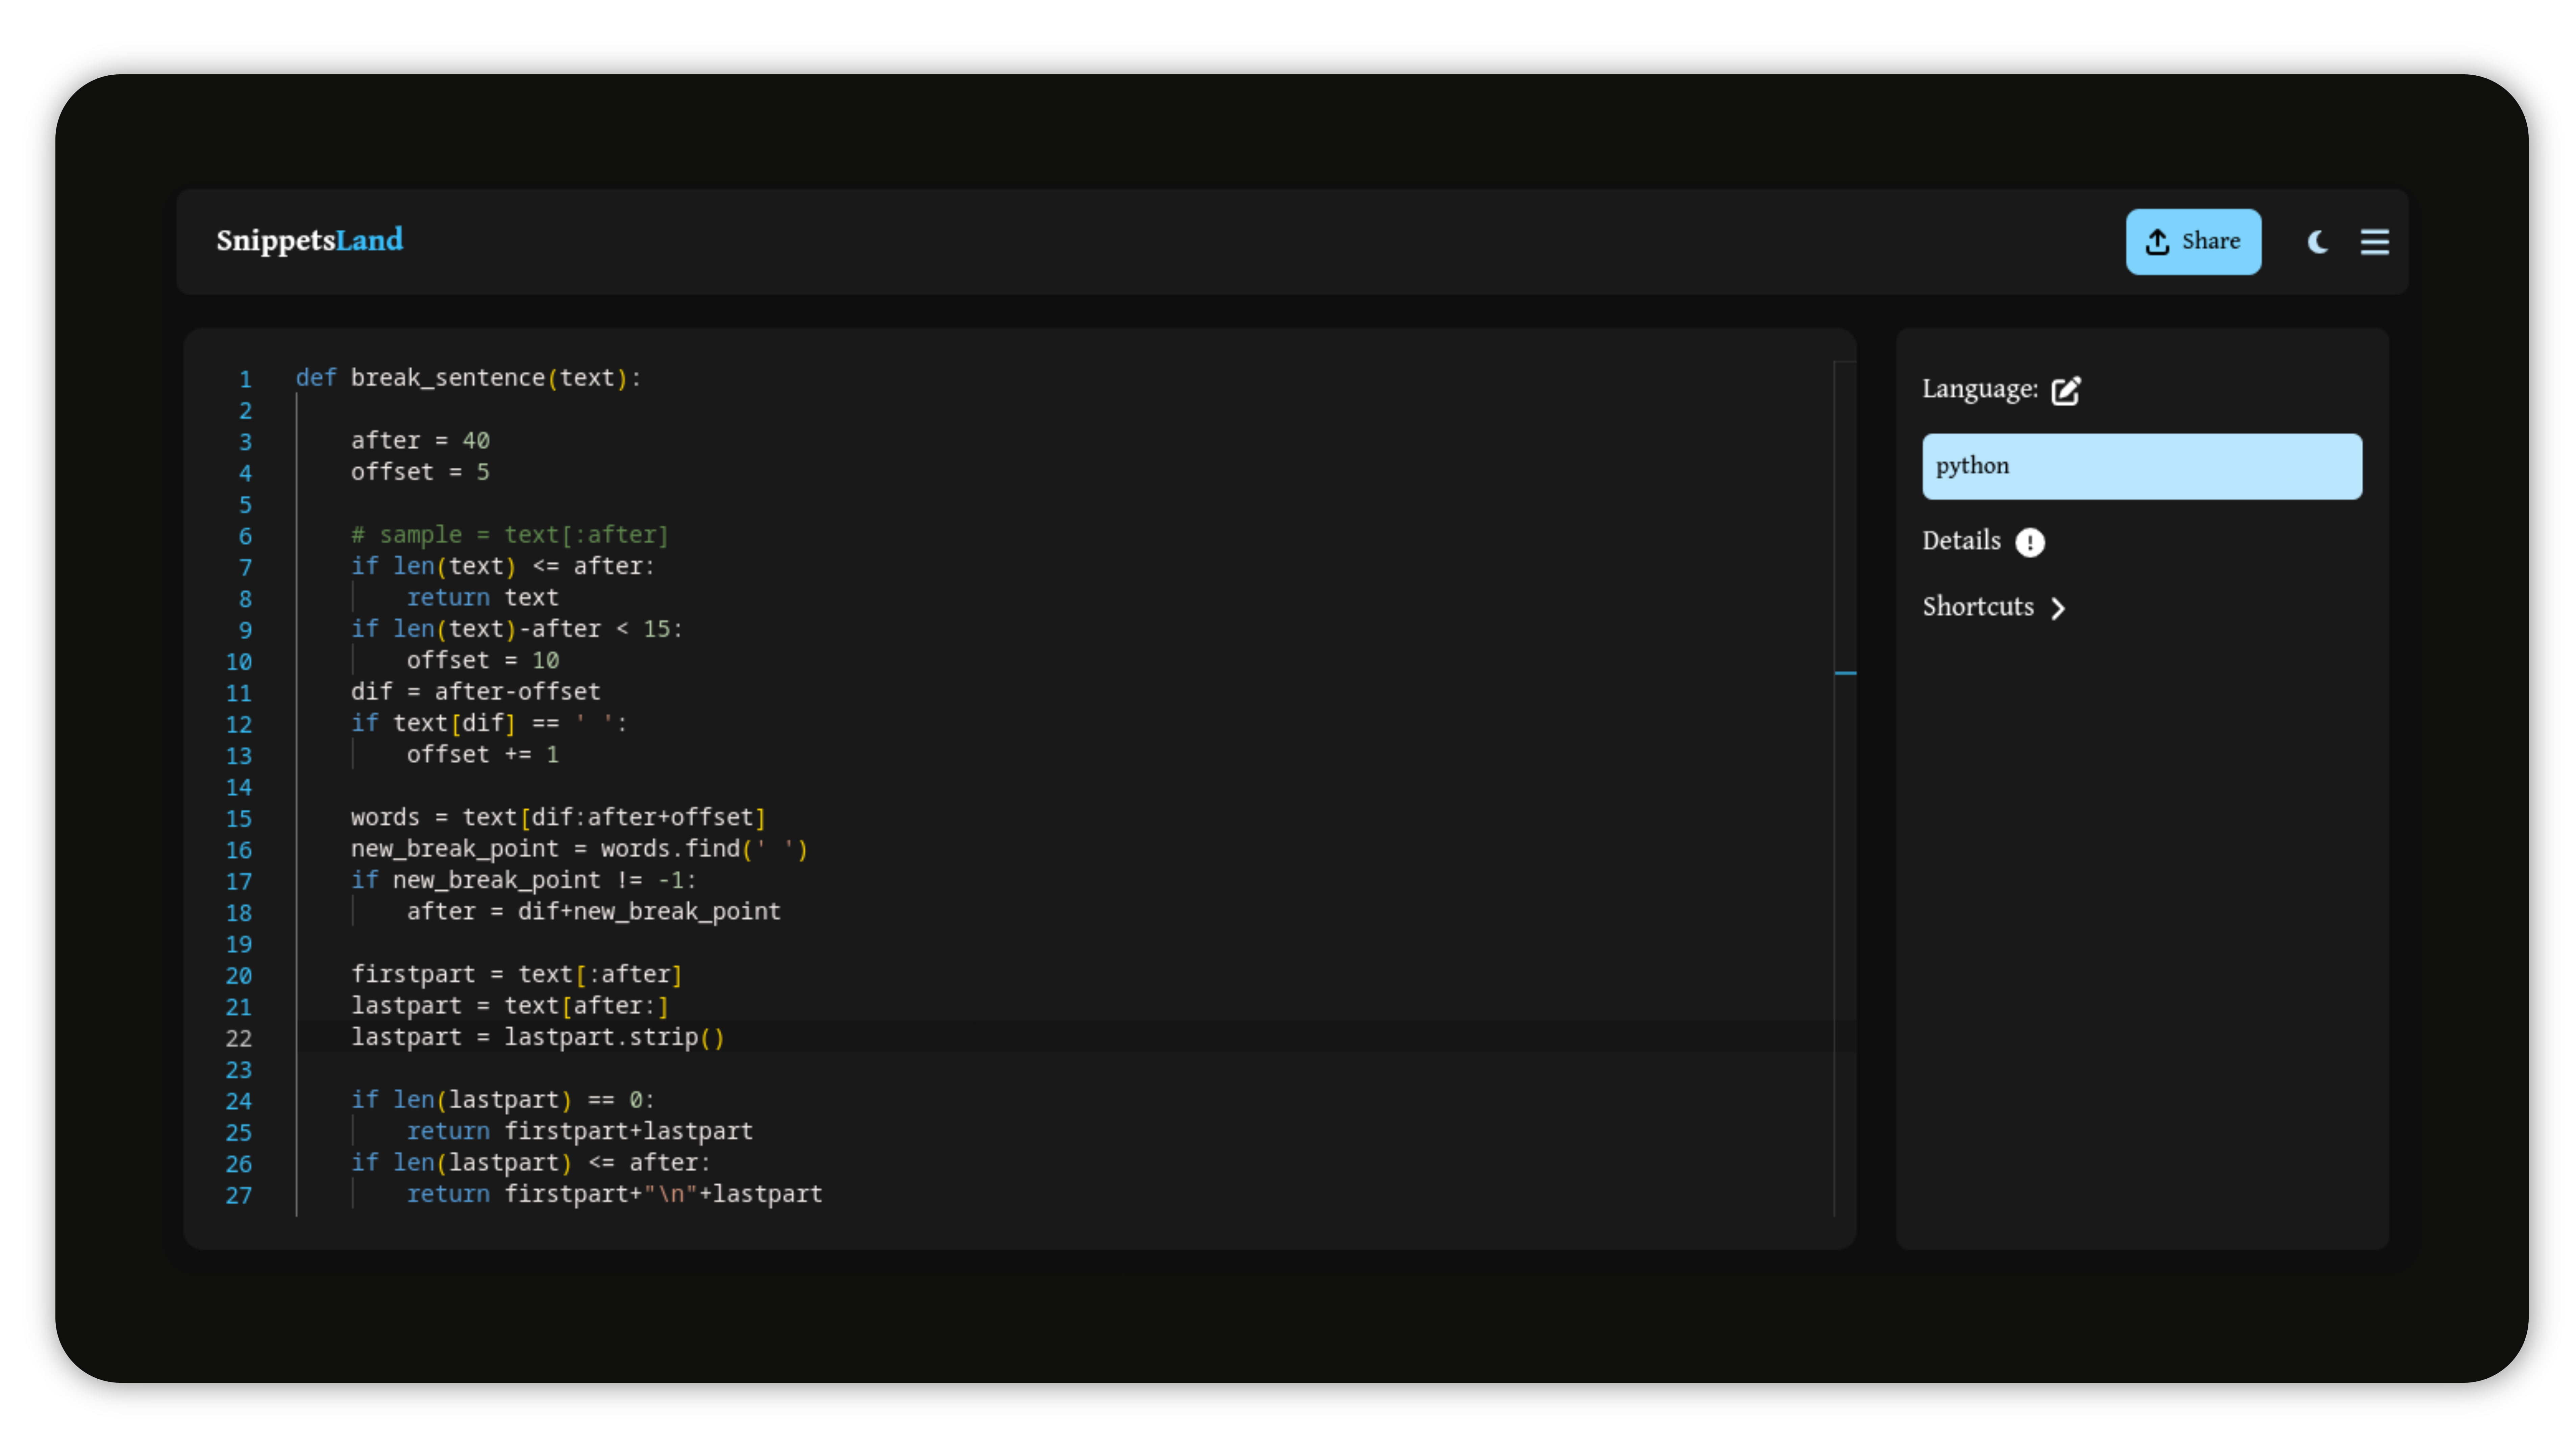 SnippetsLand
Share
1 def break_sentence(text):
2
3 after = 40
4 offset = 5
5
6 # sample = text[:after]
7 if len(text) <= after:
8 return text
9 if len(text)-after < 15:
10 offset = 10
11 dif = after-offset
12 if text[dif] == ' ':
13 offset += 1
14
15 words = text[dif:after+offset]
16 new_break_point = words.find(' ')
17 if new_break_point != -1:
18 after = dif+new_break_point
19
20 firstpart = text[:after]
21 lastpart = text[after:]
22 lastpart = lastpart.strip()
23
24 if len(lastpart) == 0:
25 return firstpart+lastpart
26 if len(lastpart) <= after:
27 return firstpart+"\n"+lastpart
Language:
python
Details
Shortcuts